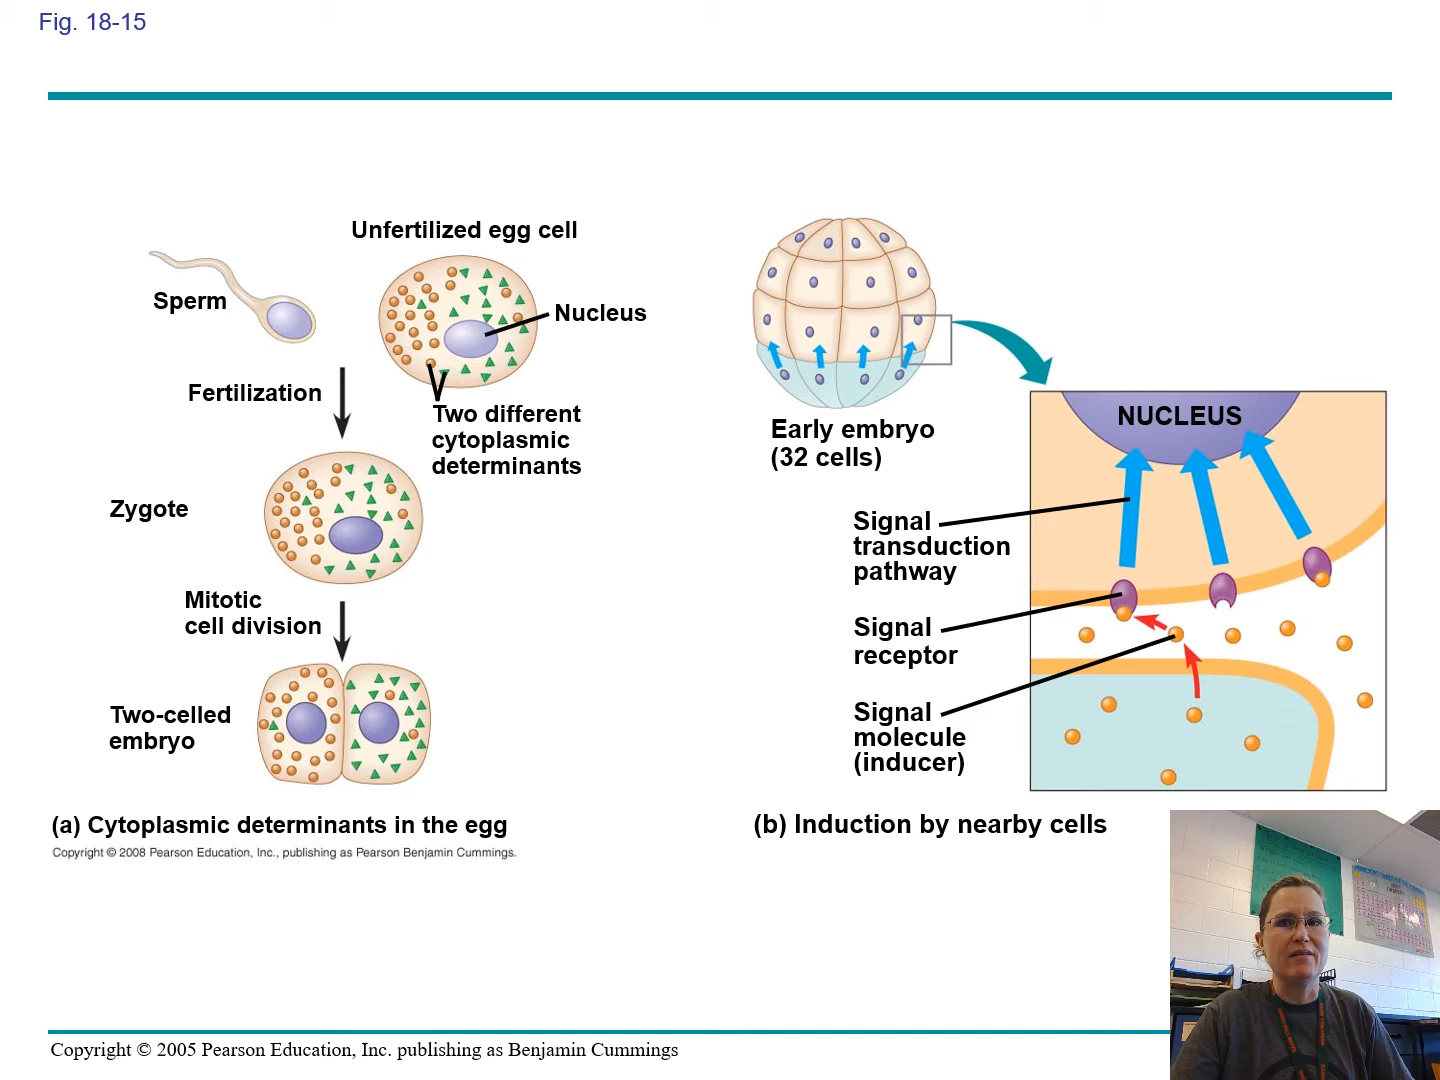 Fig. 18-15
Unfertilized egg cell
Sperm
Nucleus
Fertilization
Two different
cytoplasmic
determinants
Zygote
Mitotic
cell division
Two-celled
embryo
(a) Cytoplasmic determinants in the egg
Copyright © 2008 Pearson Education, Inc., publishing as Pearson Benjamin Cummings.
Early embryo
(32 cells)
NUCLEUS
Signal
transduction
pathway
Signal
receptor
Signal
molecule
(inducer)
(b) Induction by nearby cells
Copyright © 2005 Pearson Education, Inc. publishing as Benjamin Cummings